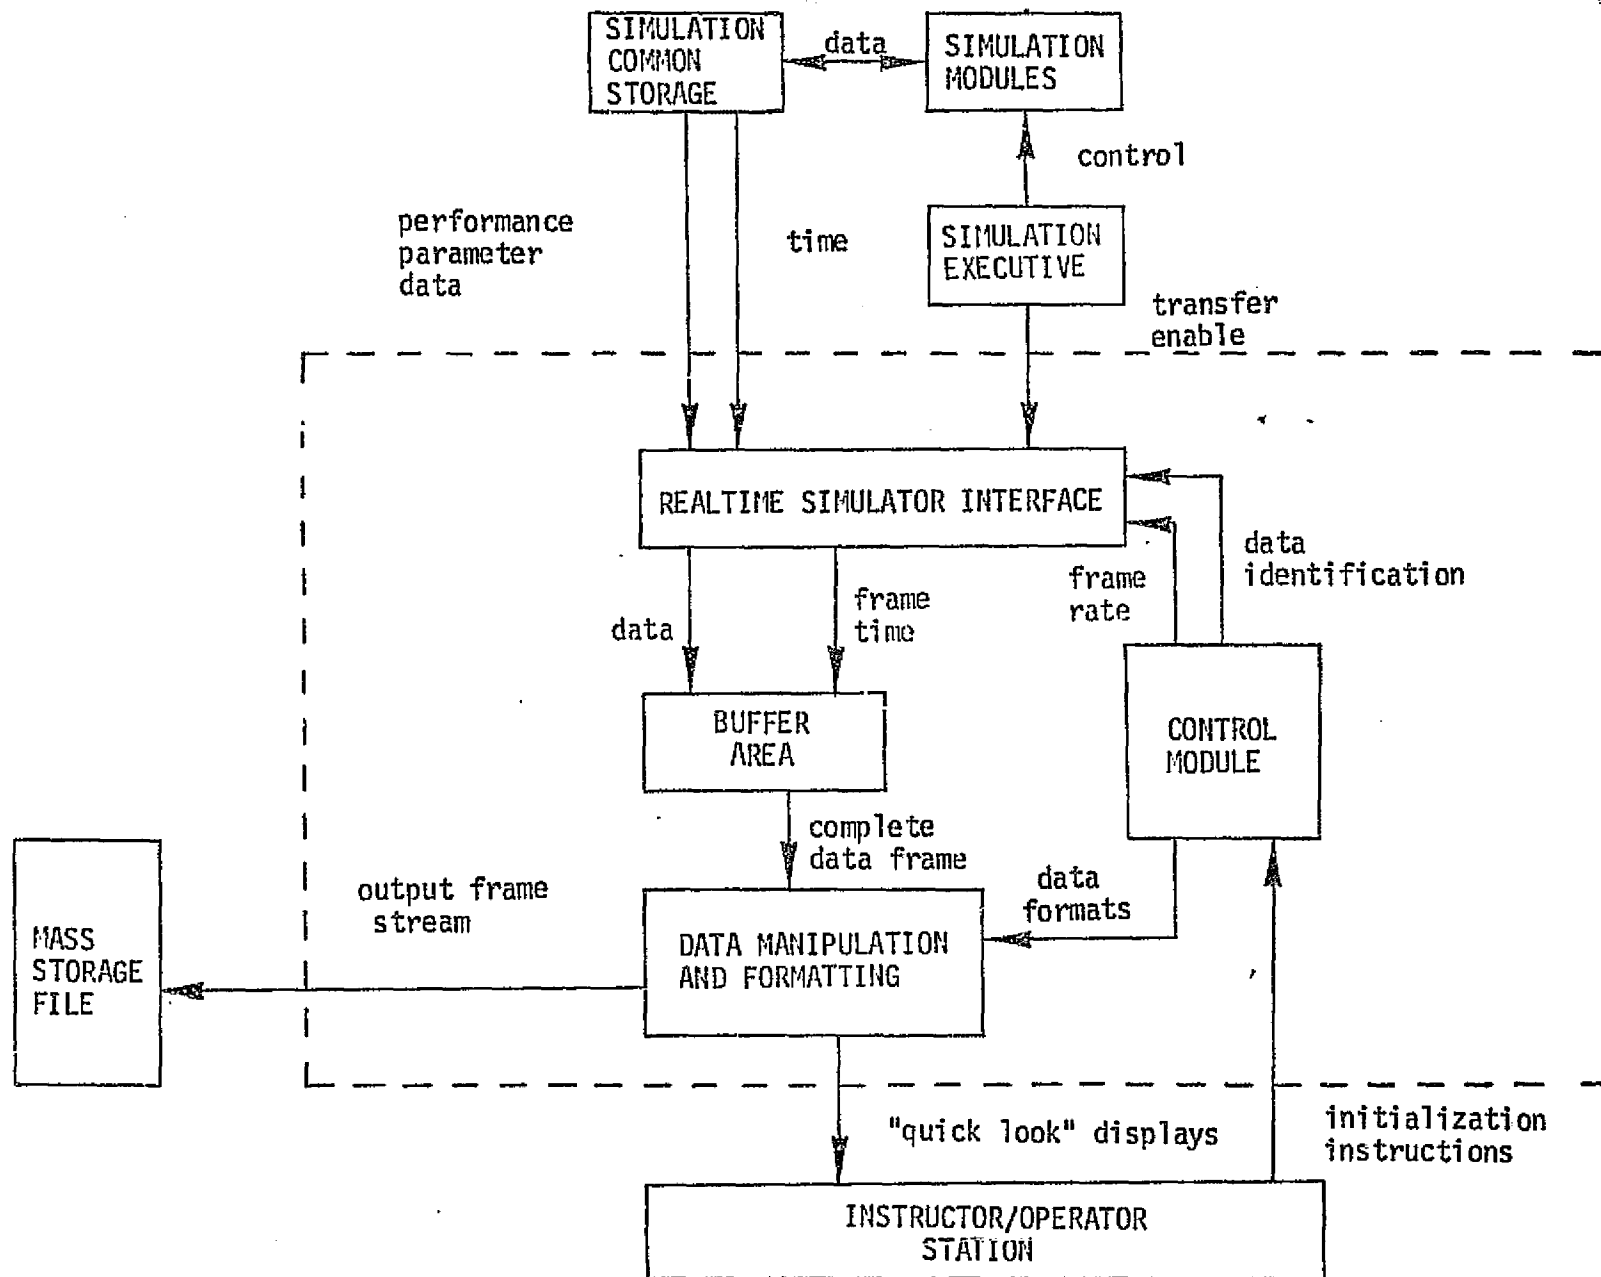 SIMULATION
COMMON
STORAGE
data
SIMULATION
MODULES
control
performance
parameter
data
time
SIMULATION
EXECUTIVE
transfer
enable
REALTIME SIMULATOR INTERFACE
data
identification
frame
rate
data
frame
time
BUFFER
AREA
CONTROL
MODULE
complete
data frame
output frame
stream
data
formats
MASS
STORAGE
FILE
DATA MANIPULATION
AND FORMATTING
"quick look" displays
initialization
instructions
INSTRUCTOR/OPERATOR
STATION